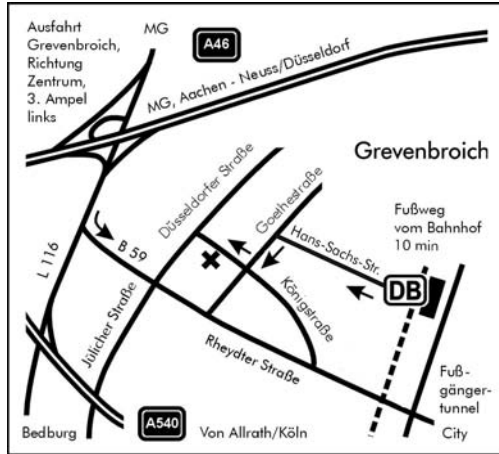 Ausfahrt
Grevenbroich,
Richtung
Zentrum,
3. Ampel
links
MG
A46
MG, Aachen - Neuss/Düsseldorf
Grevenbroich
Düsseldorfer Straße
Goethestraße
Hans-Sachs-Str.
Fußweg
vom Bahnhof
10 min
DB
L 116
B 59
Jülicher Straße
Königstraße
Rheydter Straße
Fuß-
gänger-
tunnel
Bedburg
A540
Von Allrath/Köln
City